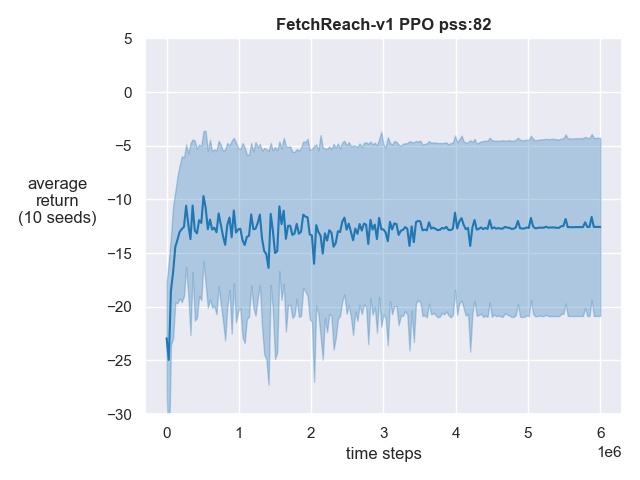 FetchReach-v1 PPO pss:82
5
0
−5
−10
−15
−20
−25
−30
average
return
(10 seeds)
0 1 2 3 4 5 6
1e6
time steps